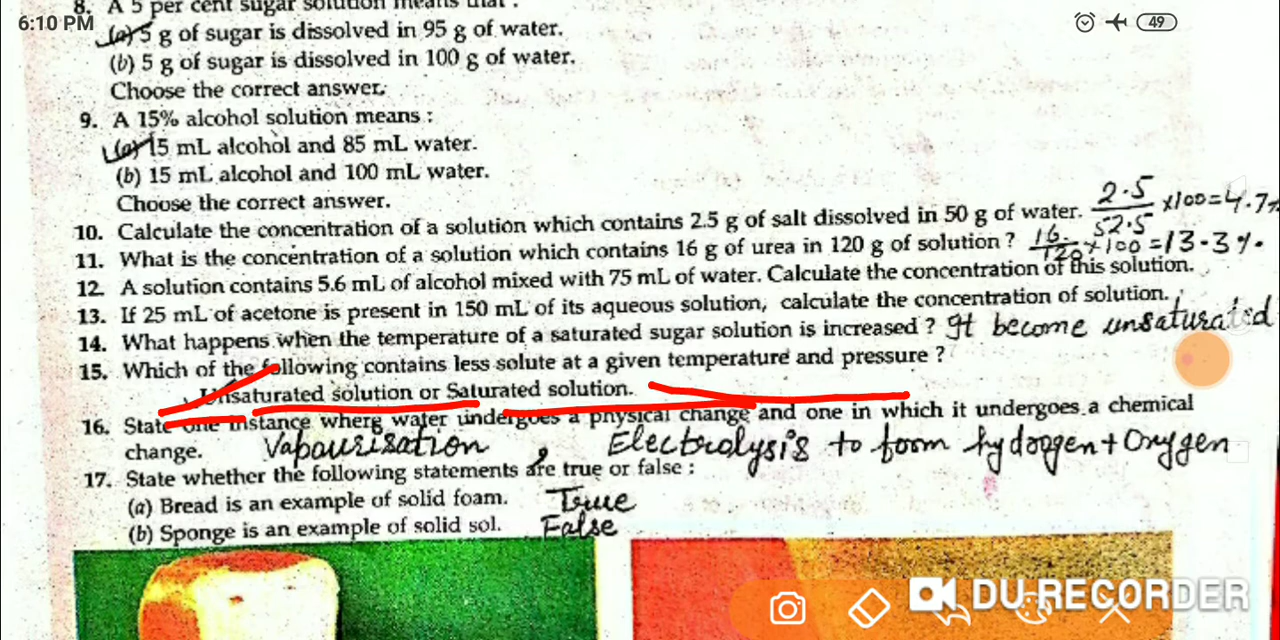 8. A 5 per cent sugar solution means that :
6:10 PM
49
(a) 5 g of sugar is dissolved in 95 g of water.
(b) 5 g of sugar is dissolved in 100 g of water.
Choose the correct answer.
9. A 15% alcohol solution means :
(a) 15 mL alcohol and 85 mL water.
(b) 15 mL alcohol and 100 mL water.
Choose the correct answer.
10. Calculate the concentration of a solution which contains 2.5 g of salt dissolved in 50 g of water. 2.5/52.5 ×100=4.7%
11. What is the concentration of a solution which contains 16 g of urea in 120 g of solution ? 16/120 ×100 =13.3%
12. A solution contains 5.6 mL of alcohol mixed with 75 mL of water. Calculate the concentration of this solution.
13. If 25 mL of acetone is present in 150 mL of its aqueous solution, calculate the concentration of solution.
14. What happens when the temperature of a saturated sugar solution is increased ? It become unsaturated
15. Which of the following contains less solute at a given temperature and pressure ?
Unsaturated solution or Saturated solution.
16. State one instance where water undergoes a physical change and one in which it undergoes a chemical
change. Vapourisation , Electrolysis to form hydogen + Oxygen
17. State whether the following statements are true or false :
(a) Bread is an example of solid foam. True
(b) Sponge is an example of solid sol. False
DU RECORDER